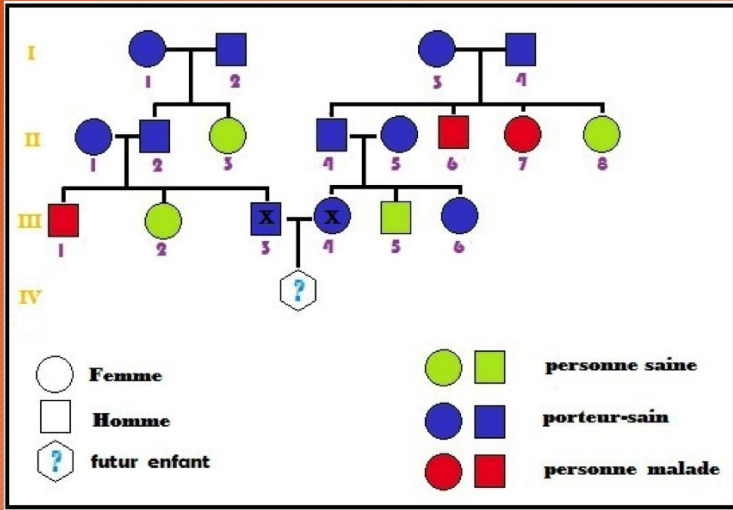 I
1 2 3 4
II
1 2 3 4 5 6 7 8
III
X X
1 2 3 4 5 6
?
IV
Femme
Homme
? futur enfant
personne saine
porteur-sain
personne malade